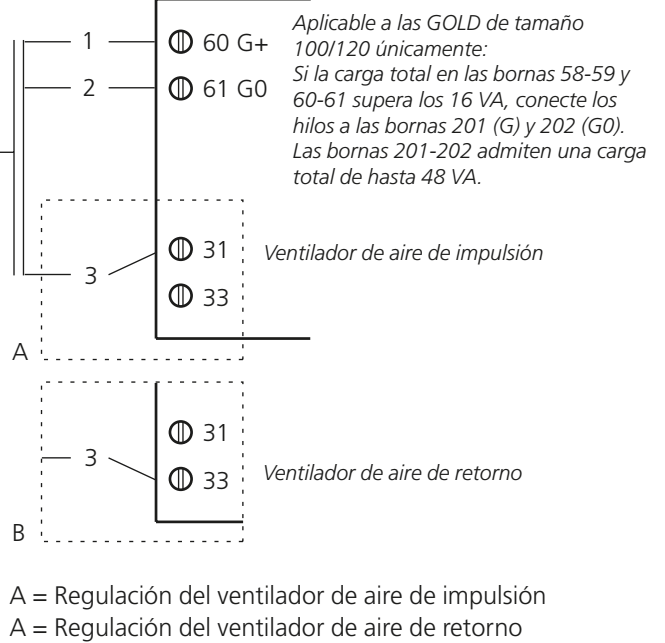 1
60 G+
2
61 G0
Aplicable a las GOLD de tamaño
100/120 únicamente:
Si la carga total en las bornas 58-59 y
60-61 supera los 16 VA, conecte los
hilos a las bornas 201 (G) y 202 (G0).
Las bornas 201-202 admiten una carga
total de hasta 48 VA.
31
Ventilador de aire de impulsión
3
33
A
31
3
33
Ventilador de aire de retorno
B
A = Regulación del ventilador de aire de impulsión
A = Regulación del ventilador de aire de retorno